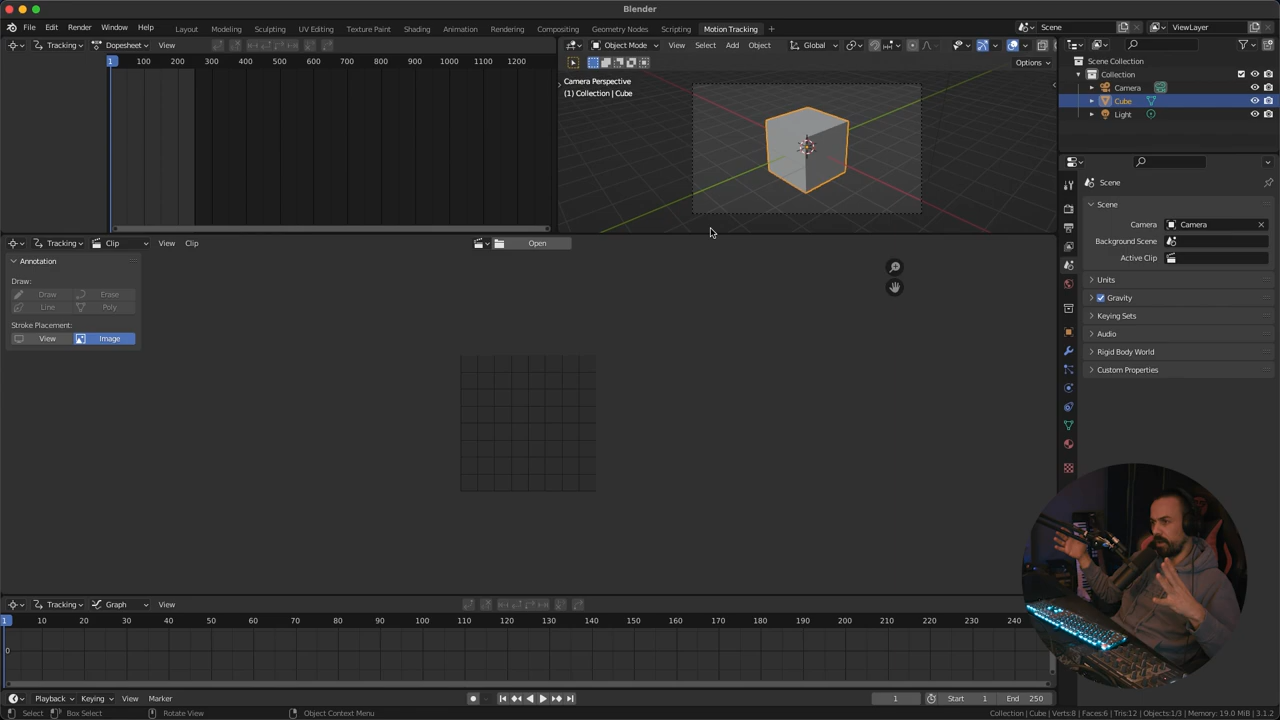 Blender
File Edit Render Window Help Layout Modeling Sculpting UV Editing Texture Paint Shading Animation Rendering Compositing Geometry Nodes Scripting Motion Tracking + Scene ViewLayer
Tracking Dopesheet View
1 100 200 300 400 500 600 700 800 900 1000 1100 1200
Object Mode View Select Add Object Global
Options
Camera Perspective
(1) Collection | Cube
Scene Collection
Collection
Camera
Cube
Light
Scene
Scene
Camera Camera
Background Scene
Active Clip
Units
Gravity
Keying Sets
Audio
Rigid Body World
Custom Properties
Tracking Clip View Clip Open
Annotation
Draw:
Draw Erase
Line Poly
Stroke Placement:
View Image
Tracking Graph View
1 10 20 30 40 50 60 70 80 90 100 110 120 130 140 150 160 170 180 190 200 210 220 230 240
0
Playback Keying View Marker 1 Start 1 End 250
Select Box Select Rotate View Object Context Menu Collection | Cube | Verts:8 | Faces:6 | Tris:12 | Objects:1/3 | Memory: 19.0 MiB | 3.1.2